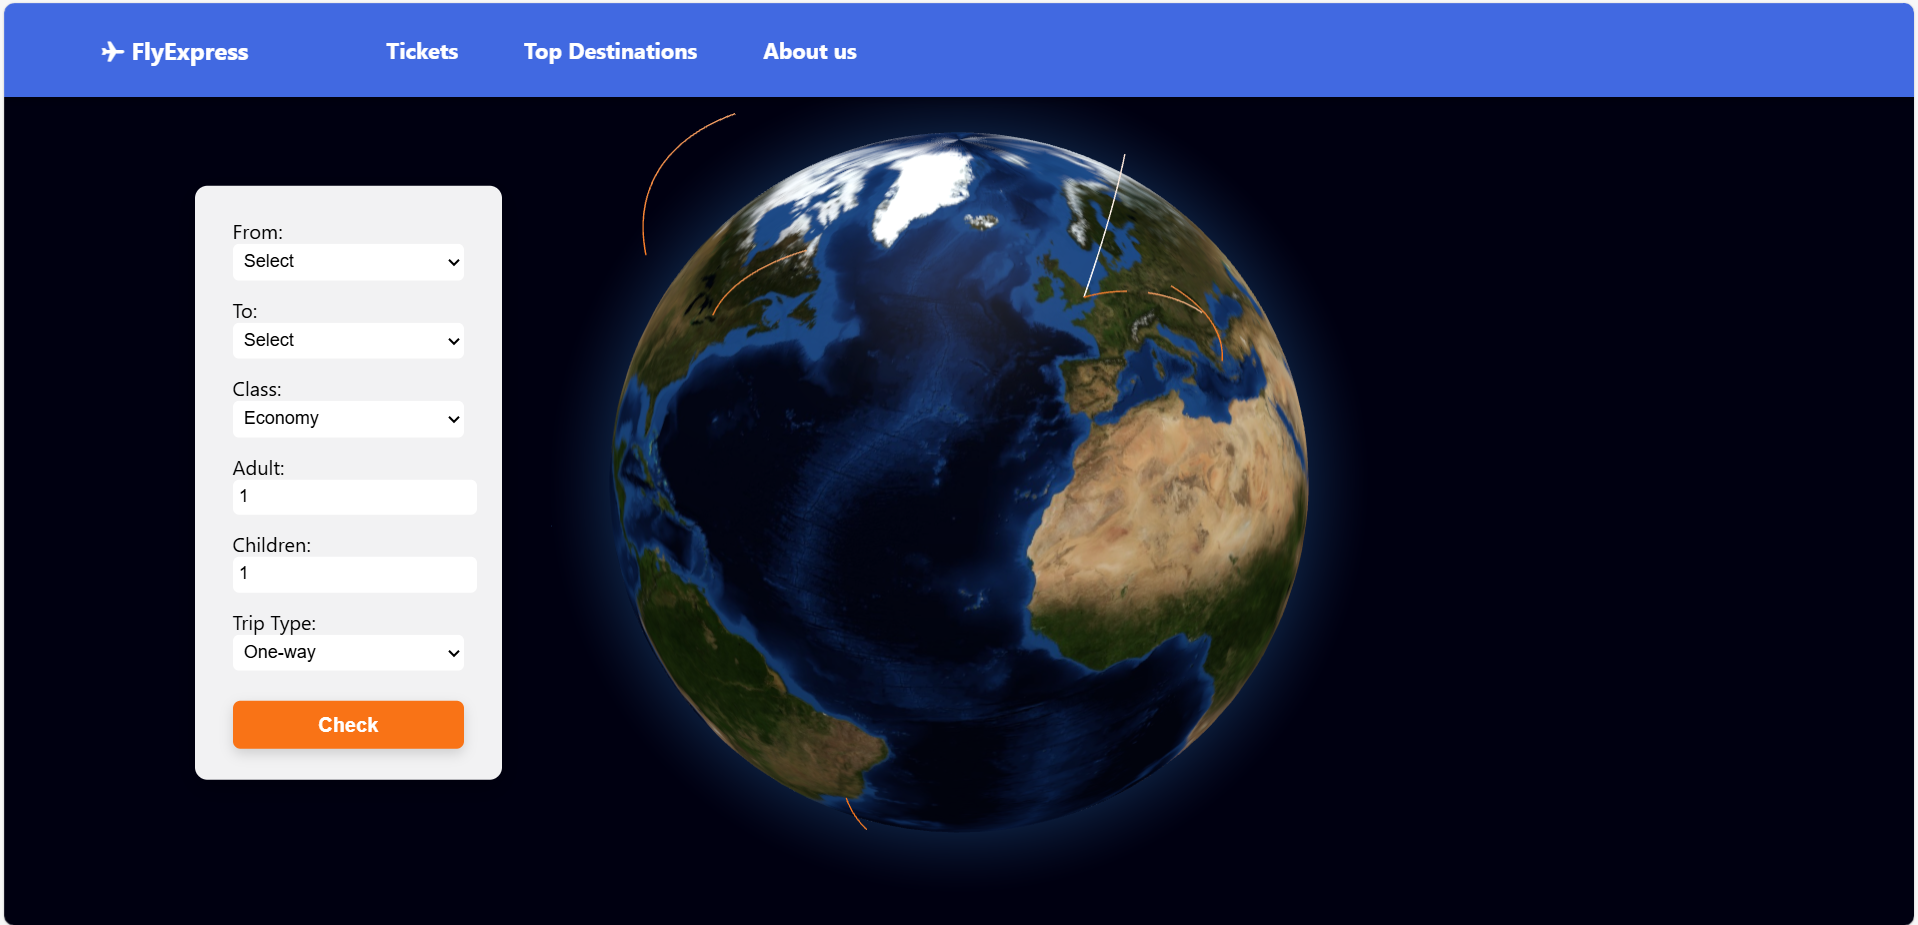 ✈ FlyExpress Tickets Top Destinations About us
From:
Select
To:
Select
Class:
Economy
Adult:
1
Children:
1
Trip Type:
One-way
Check